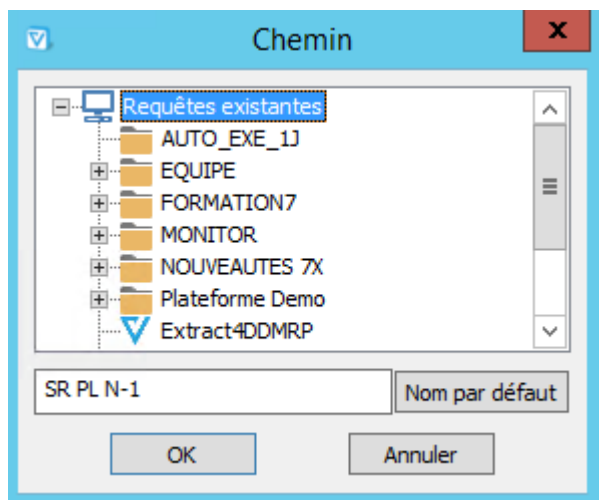 Chemin
Requêtes existantes
AUTO_EXE_1J
EQUIPE
FORMATION7
MONITOR
NOUVEAUTES 7X
Plateforme Demo
Extract4DDMRP
SR PL N-1
Nom par défaut
OK
Annuler